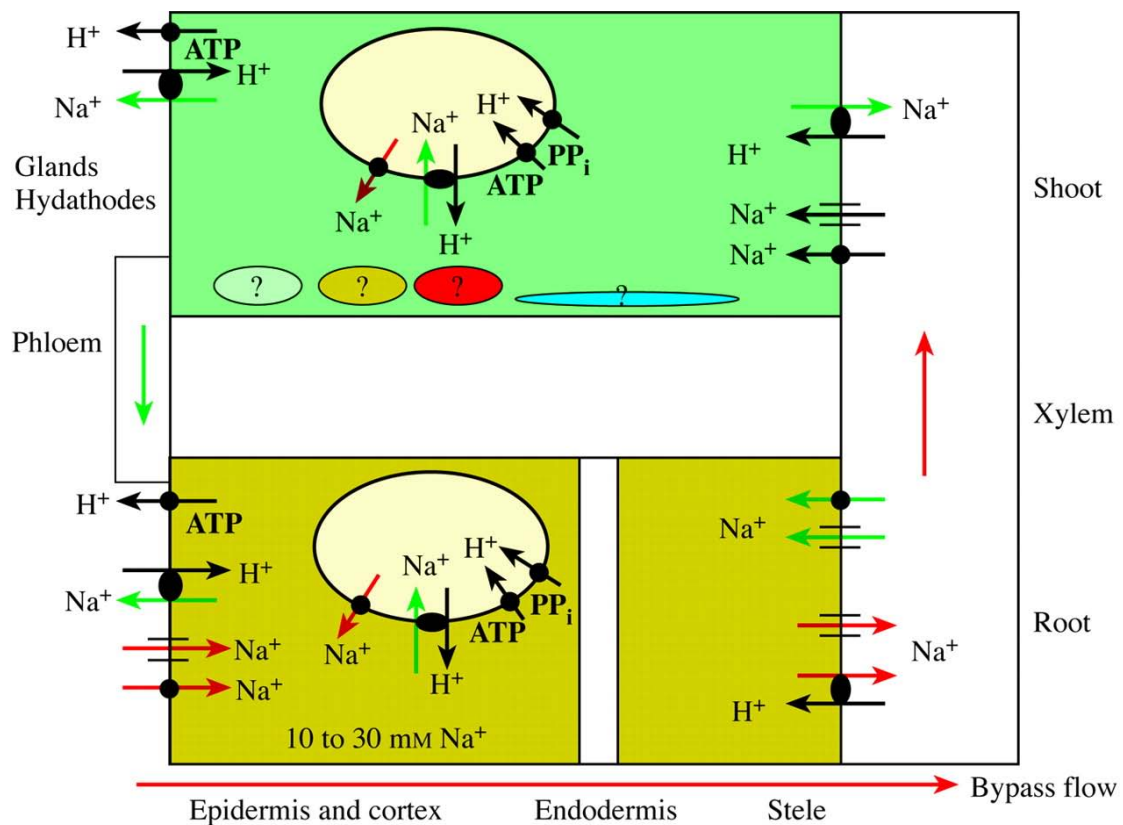 H⁺
ATP
H⁺
Na⁺
Glands
Hydathodes
H⁺
H⁺
Na⁺
PPᵢ
ATP
Na⁺
H⁺
? ? ? ?
Na⁺
H⁺
Na⁺
Na⁺
Shoot
Phloem
Xylem
H⁺
ATP
H⁺
Na⁺
Na⁺
Na⁺
H⁺
Na⁺
PPᵢ
ATP
Na⁺
H⁺
10 to 30 mM Na⁺
Na⁺
Na⁺
H⁺
Root
Bypass flow
Epidermis and cortex Endodermis Stele